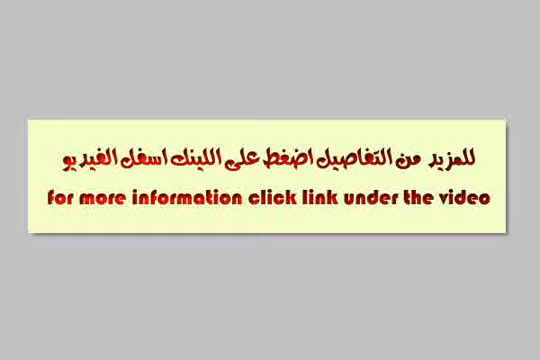 للمزيد من التفاصيل اضغط على اللينك اسفل الفيديو
for more information click link under the video